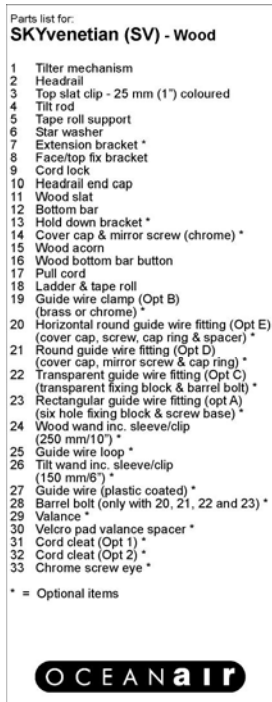 Parts list for:
SKYvenetian (SV) - Wood
1 Tilter mechanism
2 Headrail
3 Top slat clip - 25 mm (1") coloured
4 Tilt rod
5 Tape roll support
6 Star washer
7 Extension bracket *
8 Face/top fix bracket
9 Cord lock
10 Headrail end cap
11 Wood slat
12 Bottom bar
13 Hold down bracket *
14 Cover cap & mirror screw (chrome) *
15 Wood acorn
16 Wood bottom bar button
17 Pull cord
18 Ladder & tape roll
19 Guide wire clamp (Opt B)
(brass or chrome) *
20 Horizontal round guide wire fitting (Opt E)
(cover cap, screw, cap ring & spacer) *
21 Round guide wire fitting (Opt D)
(cover cap, mirror screw & cap ring) *
22 Transparent guide wire fitting (Opt C)
(transparent fixing block & barrel bolt) *
23 Rectangular guide wire fitting (opt A)
(six hole fixing block & screw base) *
24 Wood wand inc. sleeve/clip
(250 mm/10") *
25 Guide wire loop *
26 Tilt wand inc. sleeve/clip
(150 mm/6") *
27 Guide wire (plastic coated) *
28 Barrel bolt (only with 20, 21, 22 and 23) *
29 Valance *
30 Velcro pad valance spacer *
31 Cord cleat (Opt 1) *
32 Cord cleat (Opt 2) *
33 Chrome screw eye *
* = Optional items
OCEANaır